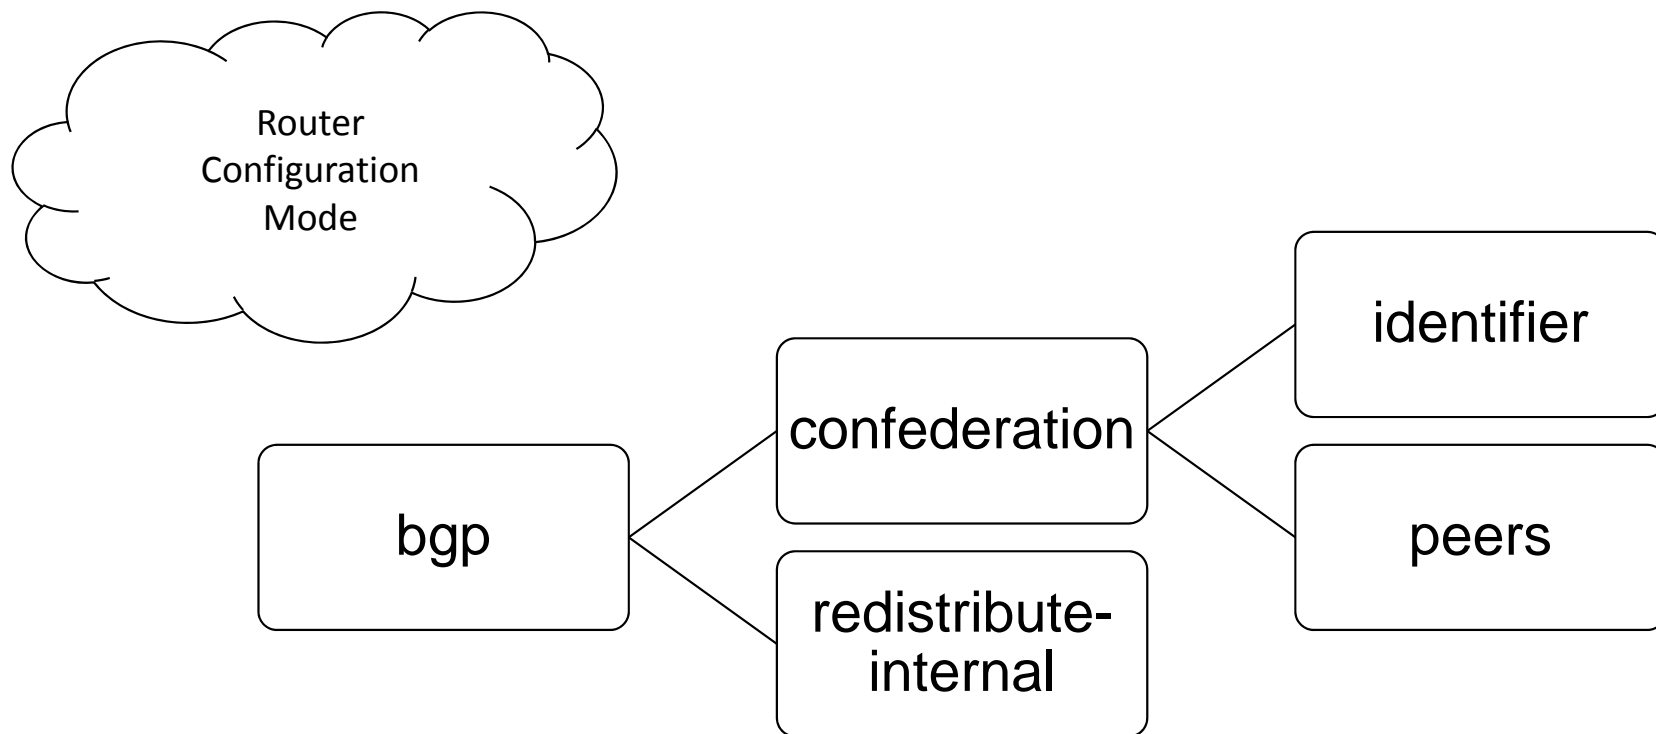 Router
Configuration
Mode
identifier
confederation
bgp
peers
redistribute-
internal